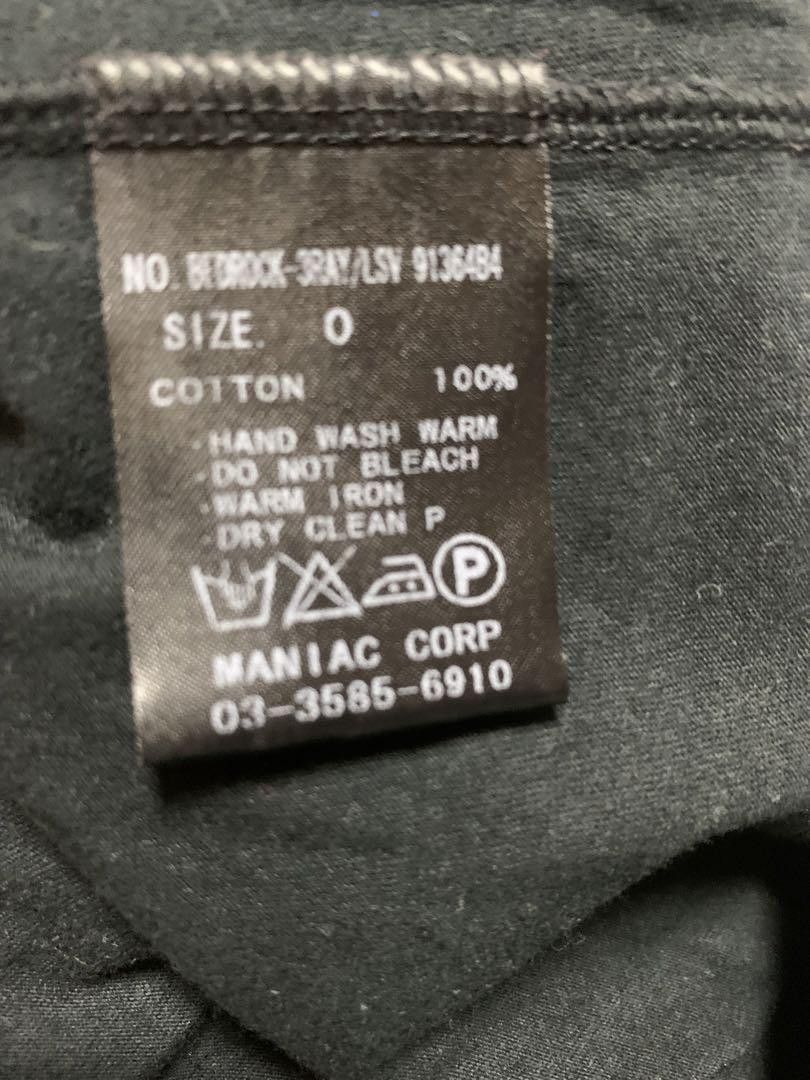 NO. BEDROCK-3RAY/LSV 9136484
SIZE. 0
COTTON 100%
·HAND WASH WARM
·DO NOT BLEACH
·WARM IRON
·DRY CLEAN P
P
MANIAC CORP
03-3585-6910